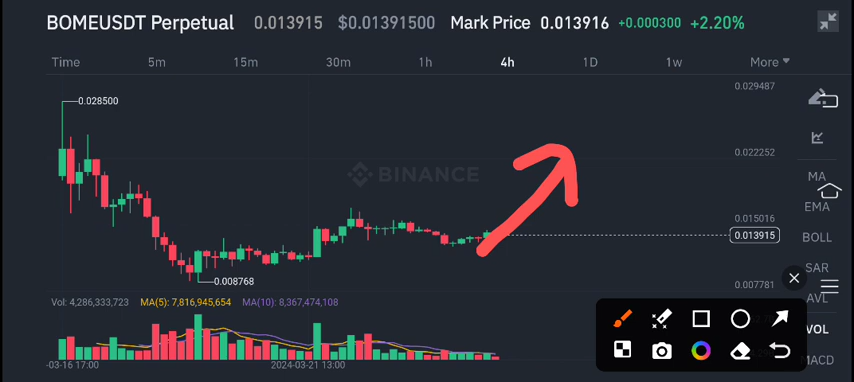 BOMEUSDT Perpetual 0.013915 $0.01391500 Mark Price 0.013916 +0.000300 +2.20%
Time 5m 15m 30m 1h 4h 1D 1w More
0.029487
0.028500
0.022252
BINANCE
MA
EMA
0.015016
0.013915
BOLL
SAR
0.008768
0.007781
AVL
Vol: 4,286,333,723 MA(5): 7,816,945,654 MA(10): 8,367,474,108
VOL
MACD
-03-16 17:00 2024-03-21 13:00